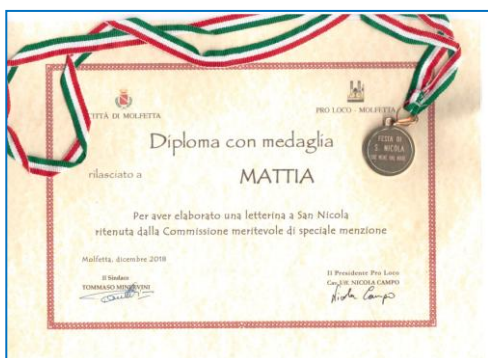 CITTÀ DI MOLFETTA
PRO LOCO - MOLFETTA
Diploma con medaglia
rilasciato a MATTIA
FESTA DI
S. NICOLA
Per aver elaborato una letterina a San Nicola
ritenuta dalla Commissione meritevole di speciale menzione
Molfetta, dicembre 2018
Il Sindaco
TOMMASO MINERVINI
Il Presidente Pro Loco
NICOLA CAMPO
Nicola Campo